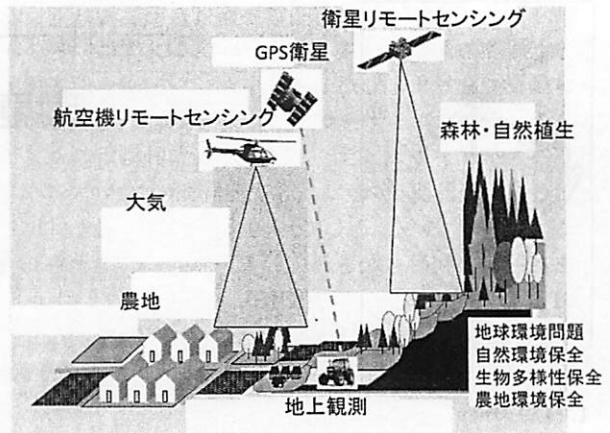 衛星リモートセンシング
GPS衛星
航空機リモートセンシング
森林・自然植生
大気
農地
地球環境問題
自然環境保全
生物多様性保全
農地環境保全
地上観測